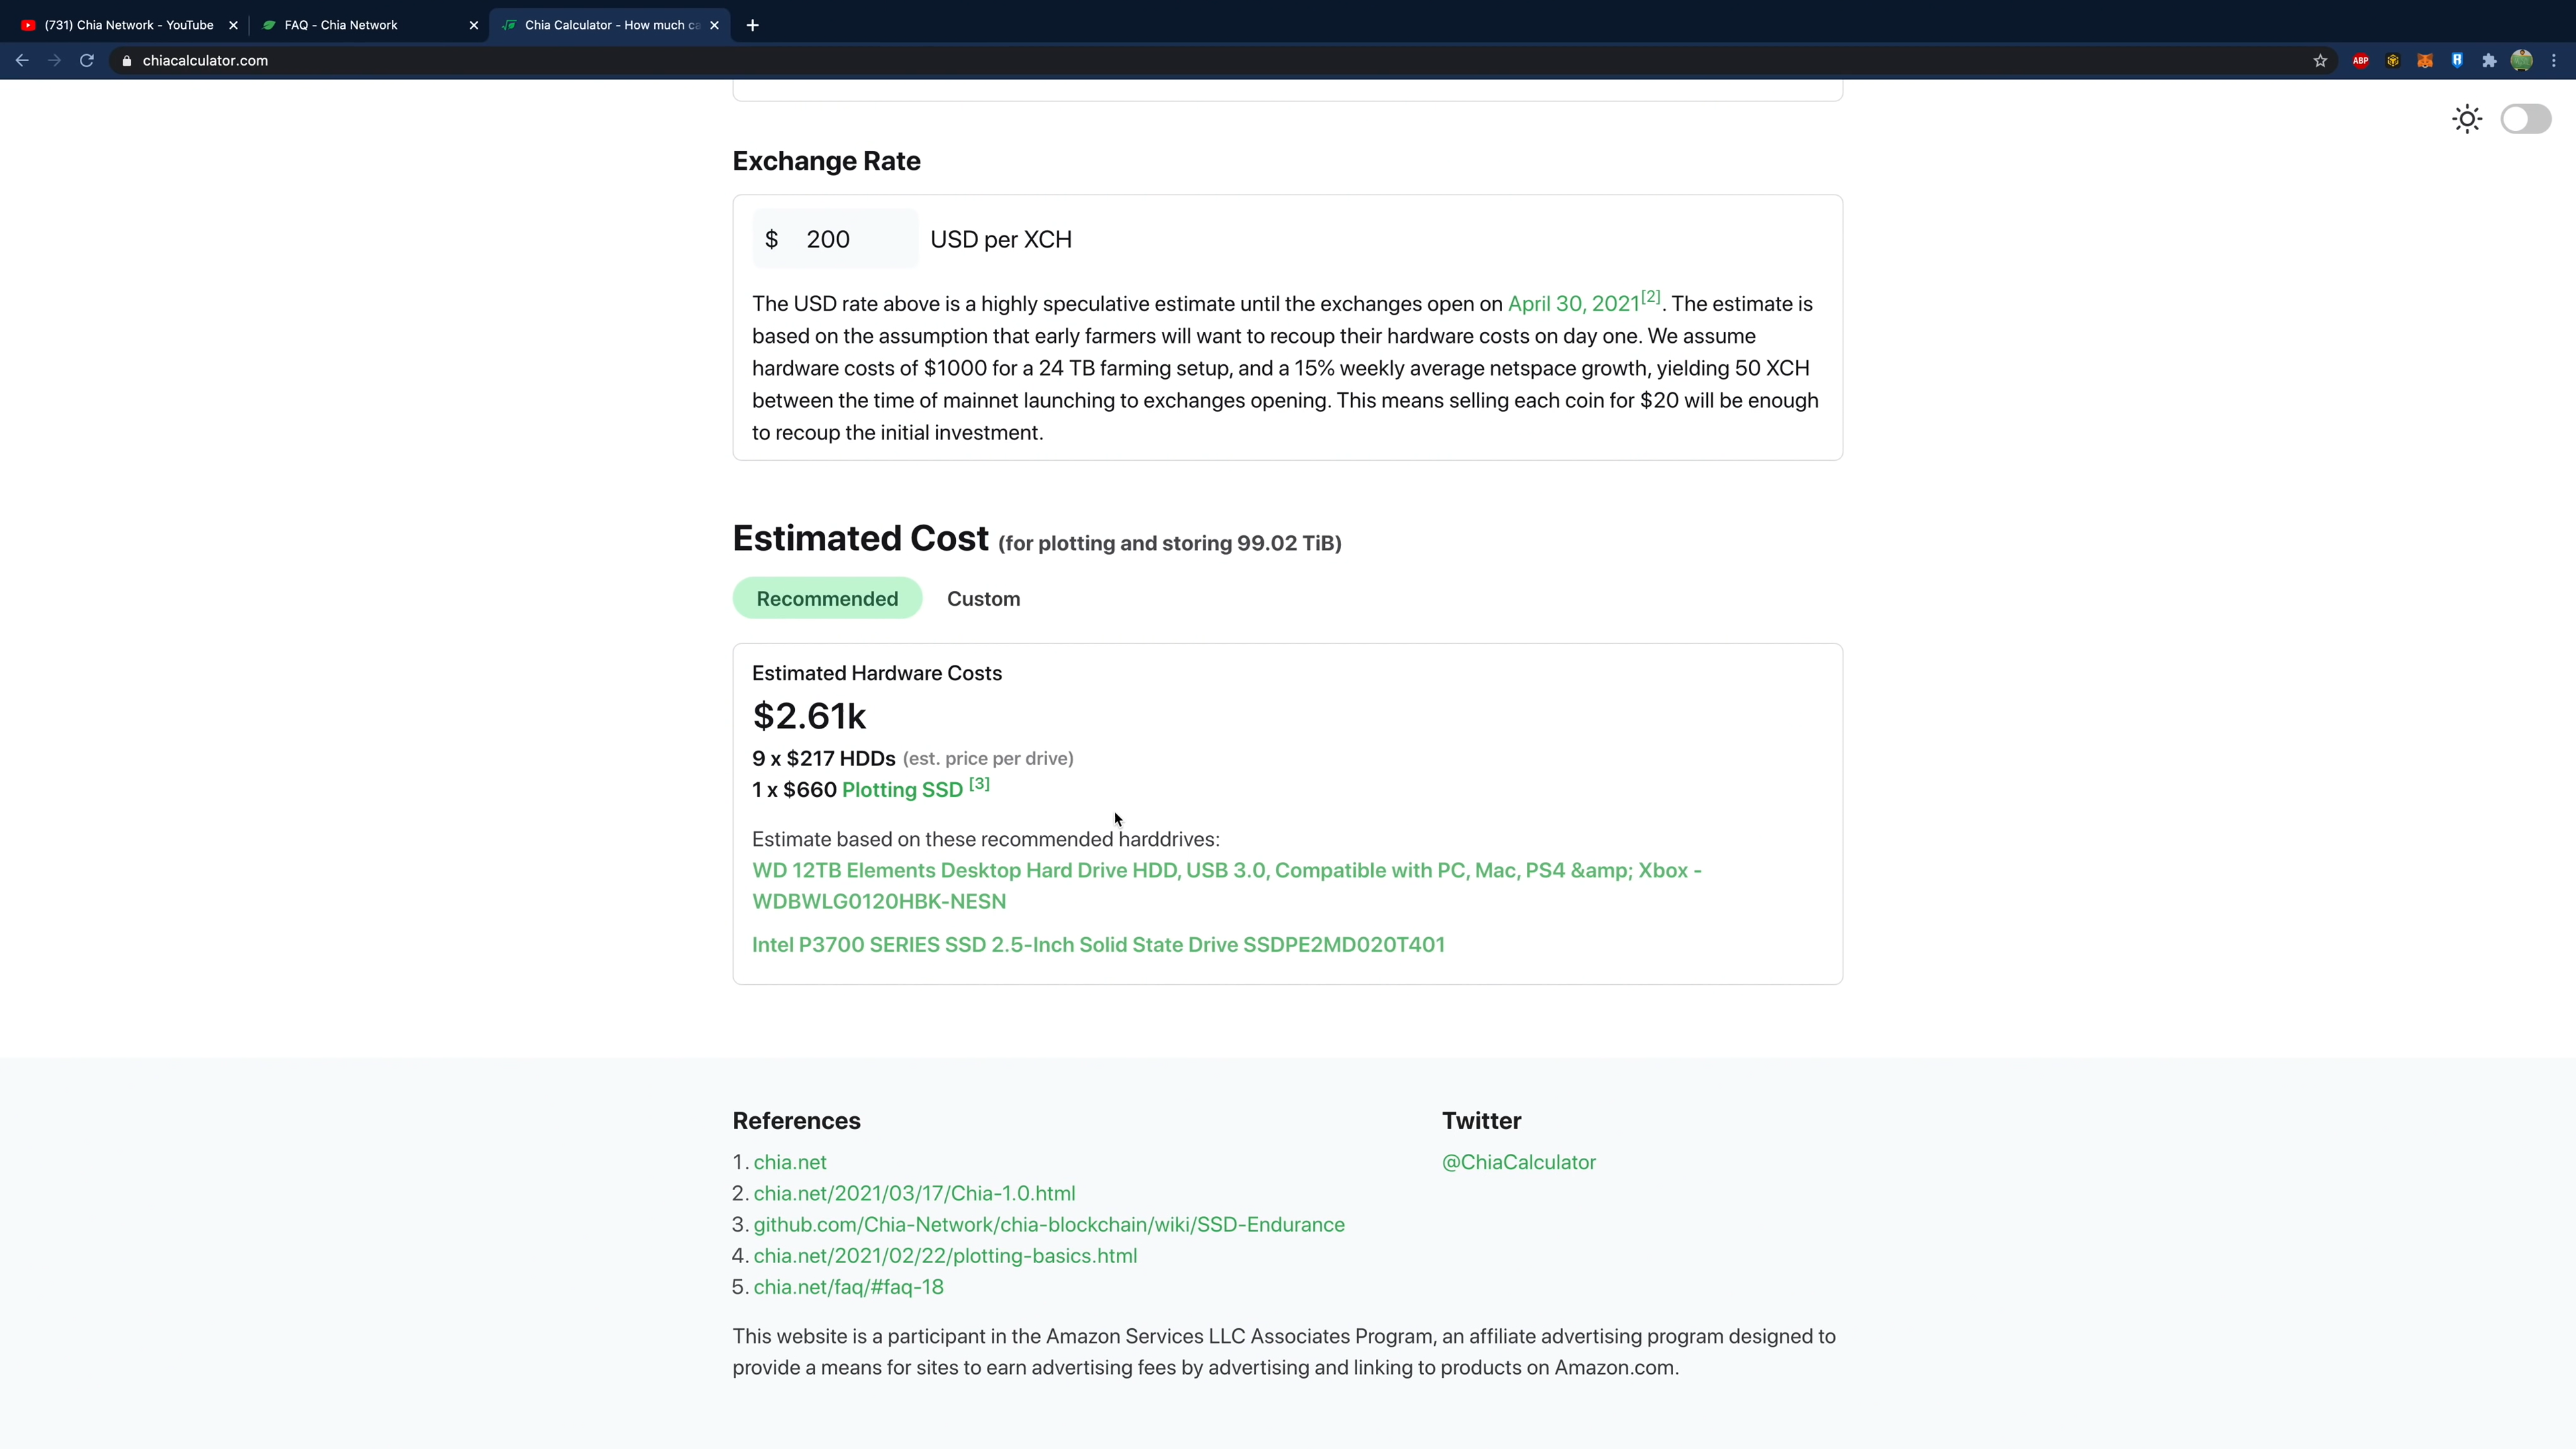 (731) Chia Network - YouTube
FAQ - Chia Network
Chia Calculator - How much ca
chiacalculator.com
ABP
Exchange Rate
$ 200 USD per XCH
The USD rate above is a highly speculative estimate until the exchanges open on April 30, 2021[2]. The estimate is
based on the assumption that early farmers will want to recoup their hardware costs on day one. We assume
hardware costs of $1000 for a 24 TB farming setup, and a 15% weekly average netspace growth, yielding 50 XCH
between the time of mainnet launching to exchanges opening. This means selling each coin for $20 will be enough
to recoup the initial investment.
Estimated Cost (for plotting and storing 99.02 TiB)
Recommended Custom
Estimated Hardware Costs
$2.61k
9 x $217 HDDs (est. price per drive)
1 x $660 Plotting SSD [3]
Estimate based on these recommended harddrives:
WD 12TB Elements Desktop Hard Drive HDD, USB 3.0, Compatible with PC, Mac, PS4 &amp; Xbox -
WDBWLG0120HBK-NESN
Intel P3700 SERIES SSD 2.5-Inch Solid State Drive SSDPE2MD020T401
References
1. chia.net
2. chia.net/2021/03/17/Chia-1.0.html
3. github.com/Chia-Network/chia-blockchain/wiki/SSD-Endurance
4. chia.net/2021/02/22/plotting-basics.html
5. chia.net/faq/#faq-18
Twitter
@ChiaCalculator
This website is a participant in the Amazon Services LLC Associates Program, an affiliate advertising program designed to
provide a means for sites to earn advertising fees by advertising and linking to products on Amazon.com.